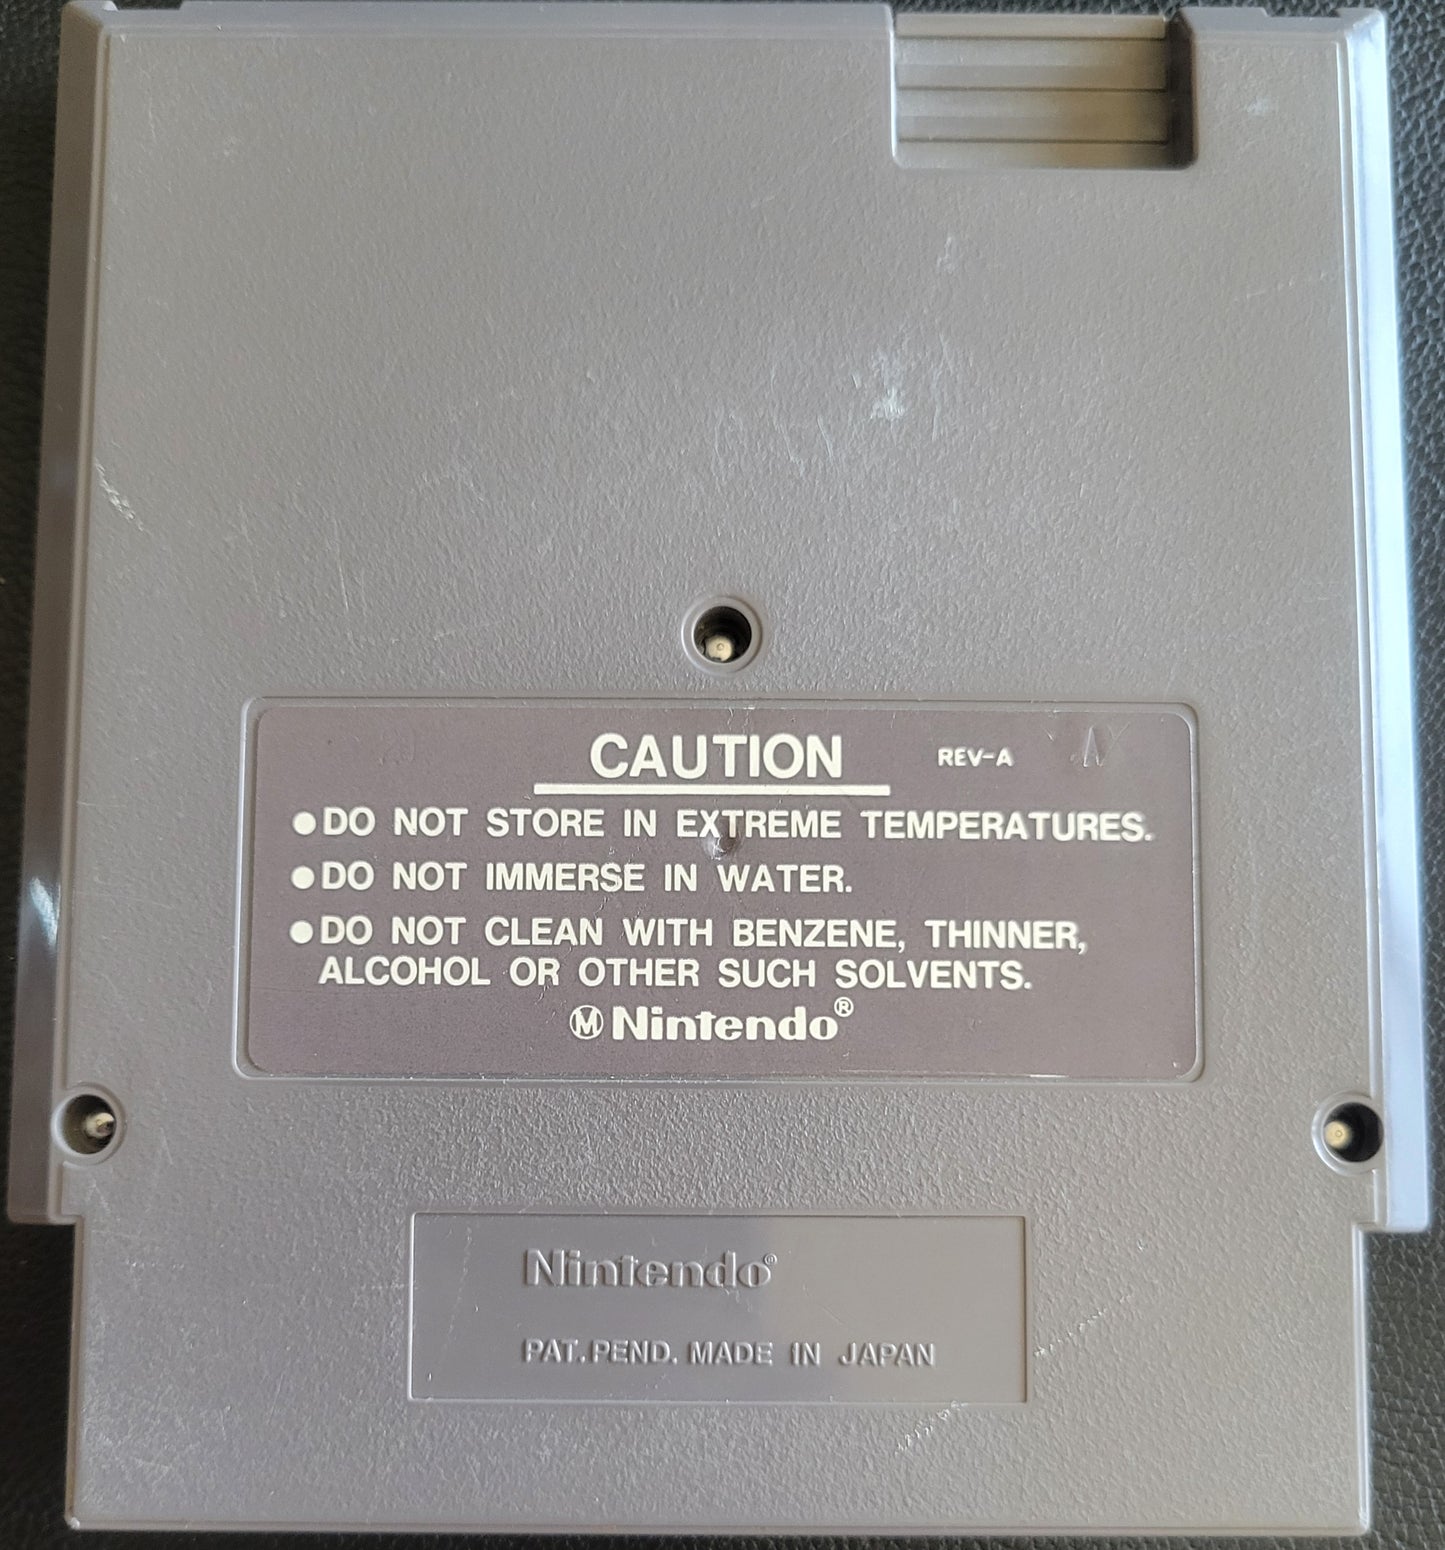 CAUTION REV-A
●DO NOT STORE IN EXTREME TEMPERATURES.
●DO NOT IMMERSE IN WATER.
●DO NOT CLEAN WITH BENZENE, THINNER,
ALCOHOL OR OTHER SUCH SOLVENTS.
Ⓜ Nintendo®
Nintendo®
PAT. PEND. MADE IN JAPAN